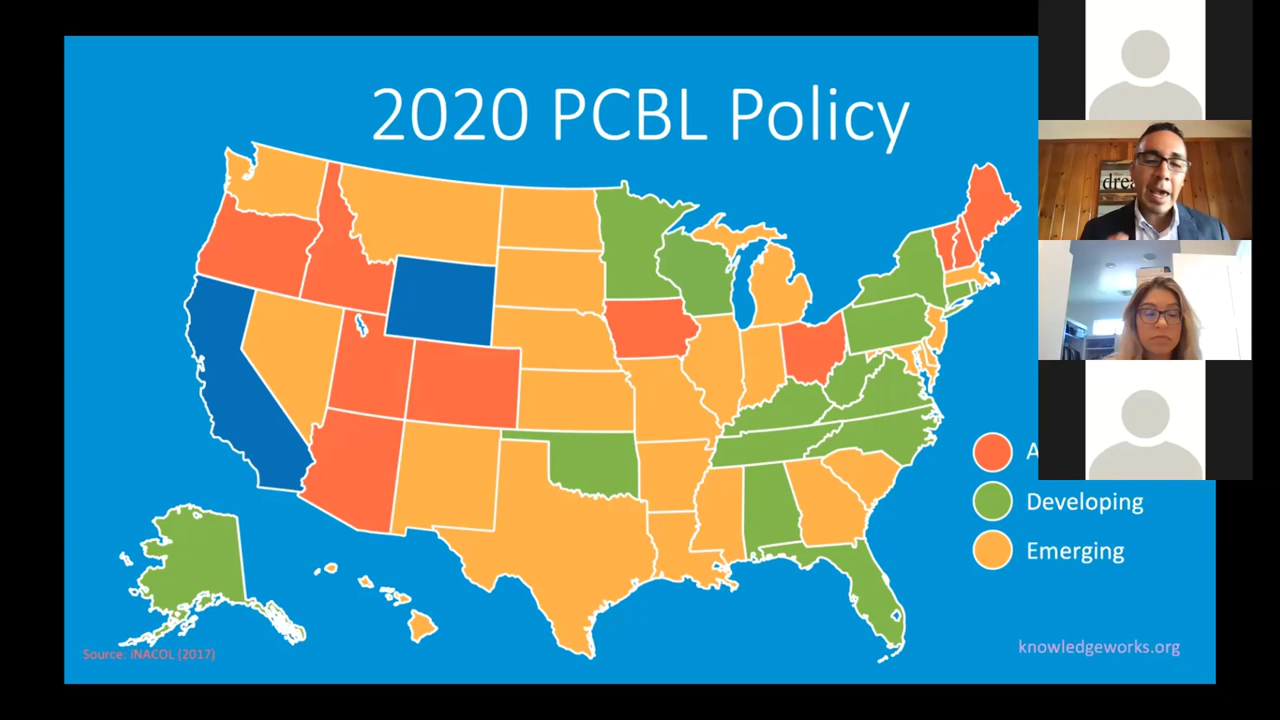 2020 PCBL Policy
A
Developing
Emerging
Source: iNACOL (2017)
knowledgeworks.org